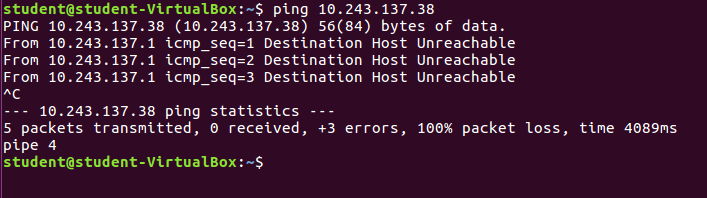 student@student-VirtualBox:~$ ping 10.243.137.38
PING 10.243.137.38 (10.243.137.38) 56(84) bytes of data.
From 10.243.137.1 icmp_seq=1 Destination Host Unreachable
From 10.243.137.1 icmp_seq=2 Destination Host Unreachable
From 10.243.137.1 icmp_seq=3 Destination Host Unreachable
^C
--- 10.243.137.38 ping statistics ---
5 packets transmitted, 0 received, +3 errors, 100% packet loss, time 4089ms
pipe 4
student@student-VirtualBox:~$